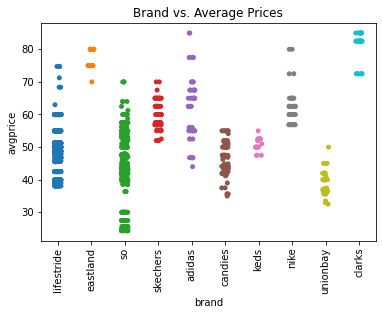 Brand vs. Average Prices
avgprice
80
70
60
50
40
30
lifestride
eastland
so
skechers
adidas
candies
keds
nike
unionbay
clarks
brand